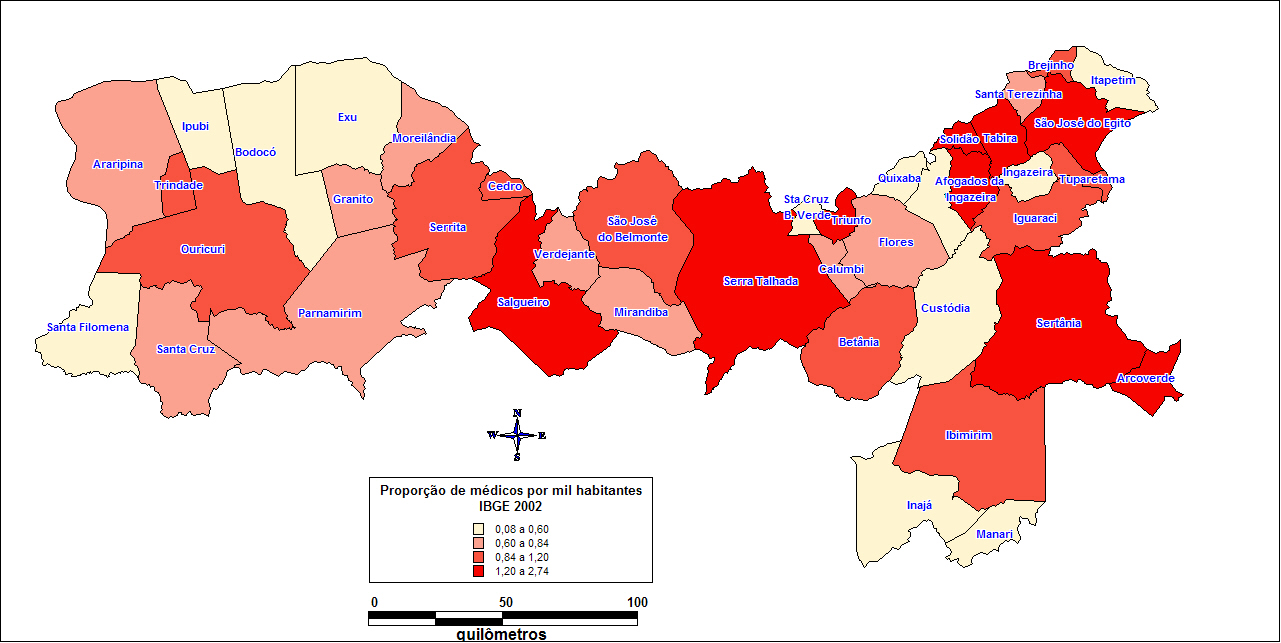 Brejinho
Itapetim
Santa Terezinha
Ipubi
Exu
São José do Egito
Bodocó
Moreilândia
Solidão
Tabira
Araripina
Ingazeira
Quixaba
Afogados da
Ingazeira
Tuparetama
Trindade
Cedro
Granito
Sta.Cruz
B. Verde
Triunfo
Iguaraci
São José
do Belmonte
Serrita
Flores
Ouricuri
Verdejante
Calumbi
Serra Talhada
Salgueiro
Custódia
Parnamirim
Mirandiba
Santa Filomena
Sertânia
Betânia
Santa Cruz
Arcoverde
N
W
E
S
Ibimirim
Inajá
Manari
Proporção de médicos por mil habitantes
IBGE 2002
0,08 a 0,60
0,60 a 0,84
0,84 a 1,20
1,20 a 2,74
0 50 100
quilômetros